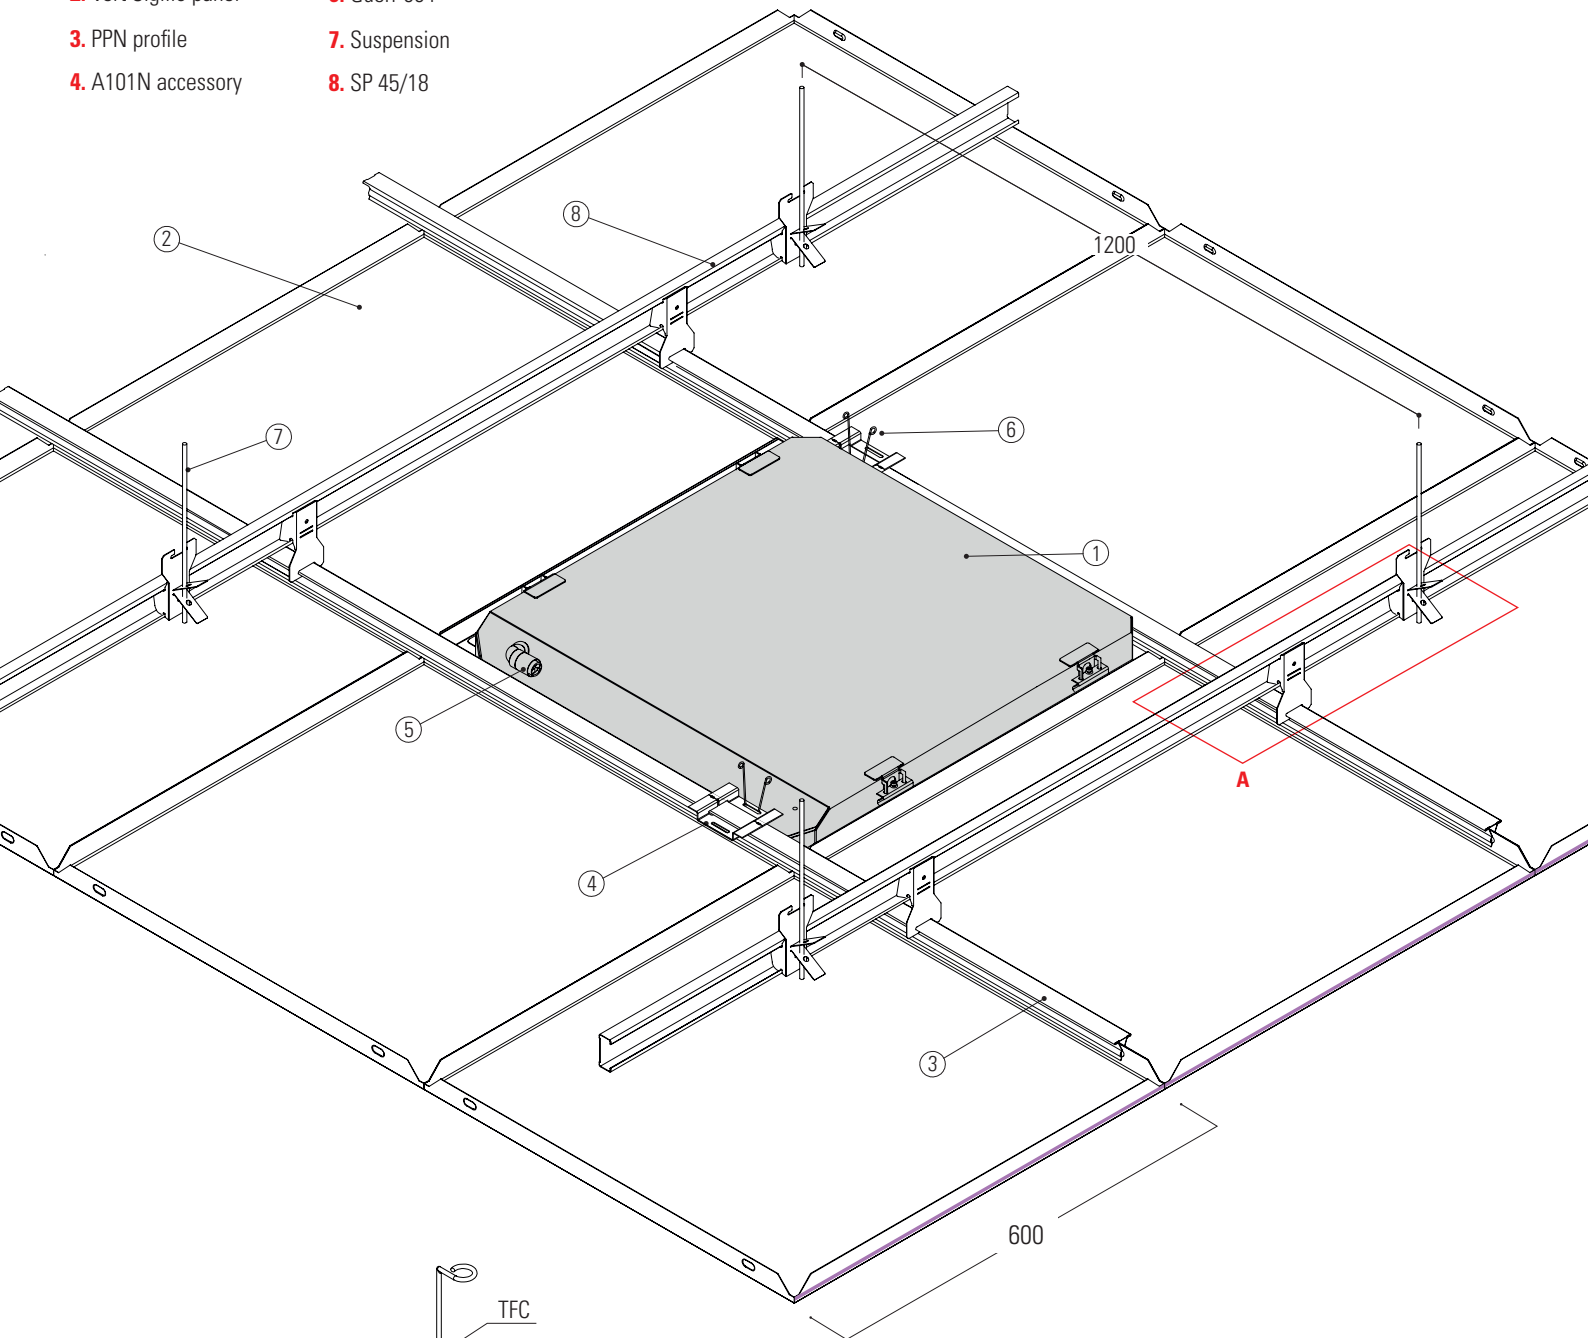 3. PPN profile
7. Suspension
4. A101N accessory
8. SP 45/18
1200
2
8
7
6
1
5
A
4
3
600
TFC